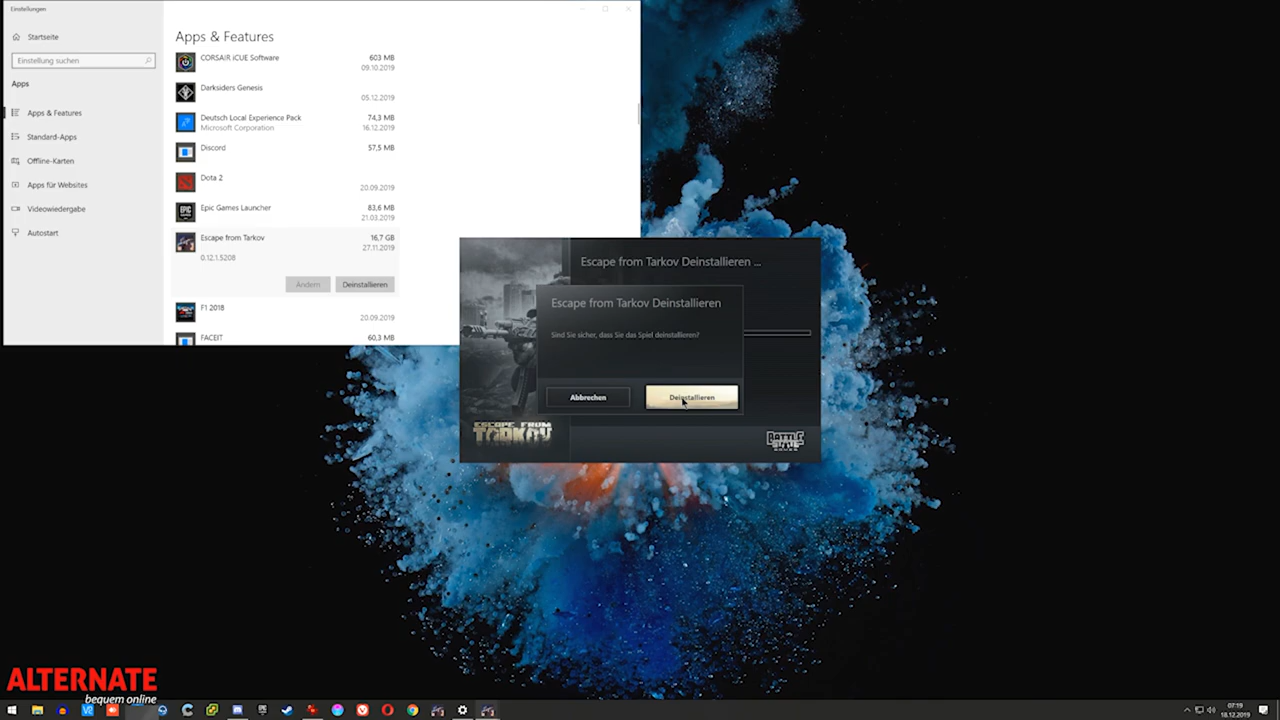 Einstellungen
Startseite
Einstellung suchen
Apps
Apps & Features
Standard-Apps
Offline-Karten
Apps für Websites
Videowiedergabe
Autostart
Apps & Features
CORSAIR iCUE Software
603 MB
09.10.2019
Darksiders Genesis
05.12.2019
Deutsch Local Experience Pack
74,3 MB
Microsoft Corporation
16.12.2019
Discord
57,5 MB
Dota 2
20.09.2019
Epic Games Launcher
83,6 MB
21.03.2019
Escape from Tarkov
16,7 GB
27.11.2019
0.12.1.5208
Ändern
Deinstallieren
F1 2018
20.09.2019
FACEIT
60,3 MB
Escape from Tarkov Deinstallieren ...
Escape from Tarkov Deinstallieren
Sind Sie sicher, dass Sie das Spiel deinstallieren?
Abbrechen
Deinstallieren
ESCAPE FROM
TARKOV
BATTLE
STATE
GAMES
ALTERNATE
bequem online
07:19
18.12.2019